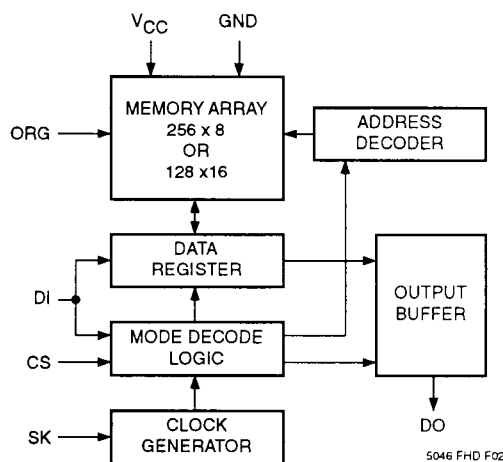 VCC GND
MEMORY ARRAY
256 x 8
OR
128 x16
ORG
ADDRESS
DECODER
DATA
REGISTER
DI
OUTPUT
BUFFER
MODE DECODE
LOGIC
CS
CLOCK
GENERATOR
SK
DO
5046 FHD F02